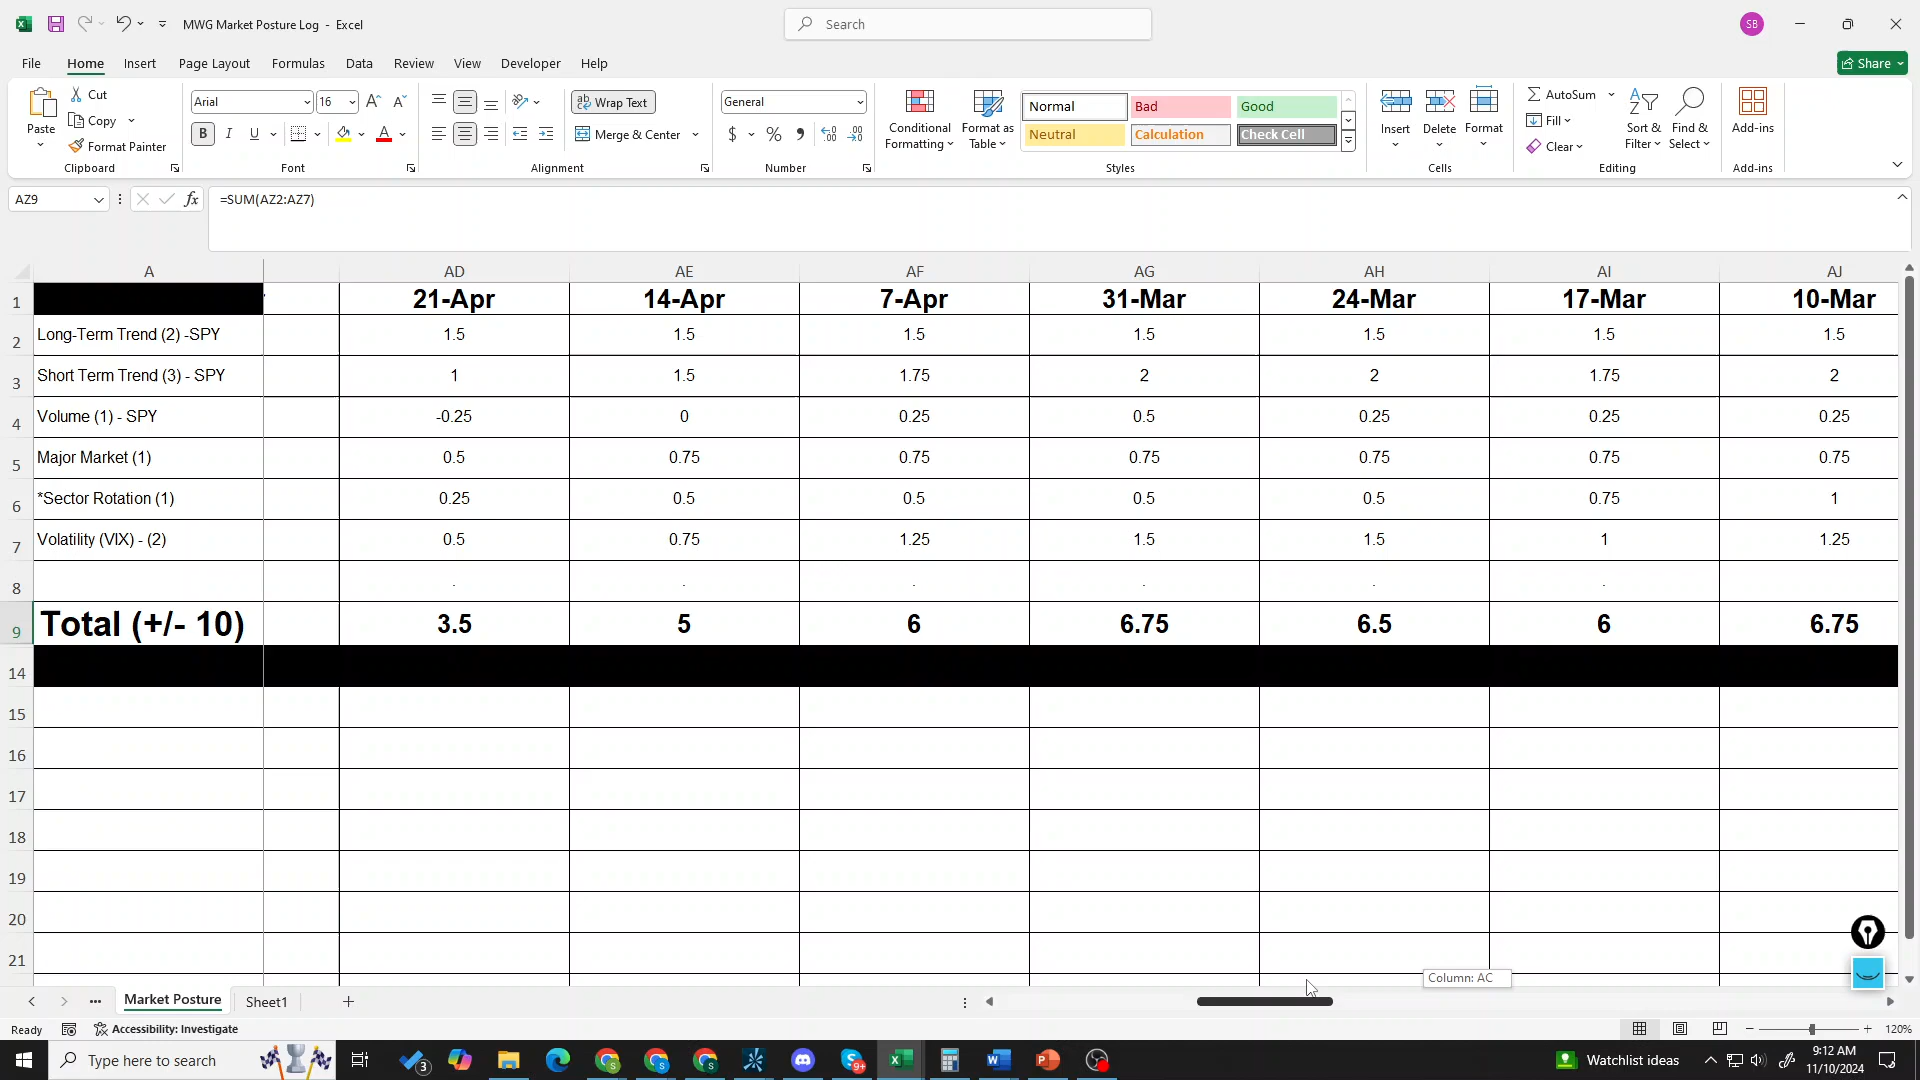 MWG Market Posture Log - Excel
Search
SB
File Home Insert Page Layout Formulas Data Review View Developer Help
Share
Paste
Cut
Copy
Format Painter
Clipboard
Arial 16
B I U
Font
Wrap Text
Merge & Center
Alignment
General
Number
Conditional Formatting
Format as Table
Normal Bad Good
Neutral Calculation Check Cell
Styles
Insert Delete Format
Cells
AutoSum
Fill
Clear
Sort & Filter
Find & Select
Editing
Add-ins
Add-ins
AZ9 fx =SUM(AZ2:AZ7)
A AD AE AF AG AH AI AJ
1 21-Apr 14-Apr 7-Apr 31-Mar 24-Mar 17-Mar 10-Mar
2 Long-Term Trend (2) -SPY 1.5 1.5 1.5 1.5 1.5 1.5 1.5
3 Short Term Trend (3) - SPY 1 1.5 1.75 2 2 1.75 2
4 Volume (1) - SPY -0.25 0 0.25 0.5 0.25 0.25 0.25
5 Major Market (1) 0.5 0.75 0.75 0.75 0.75 0.75 0.75
6 *Sector Rotation (1) 0.25 0.5 0.5 0.5 0.5 0.75 1
7 Volatility (VIX) - (2) 0.5 0.75 1.25 1.5 1.5 1 1.25
8 . . . . . .
9 Total (+/- 10) 3.5 5 6 6.75 6.5 6 6.75
14
15
16
17
18
19
20
21
Column: AC
Market Posture Sheet1
Ready Accessibility: Investigate 120%
Type here to search
3
9+
Watchlist ideas
9:12 AM
11/10/2024